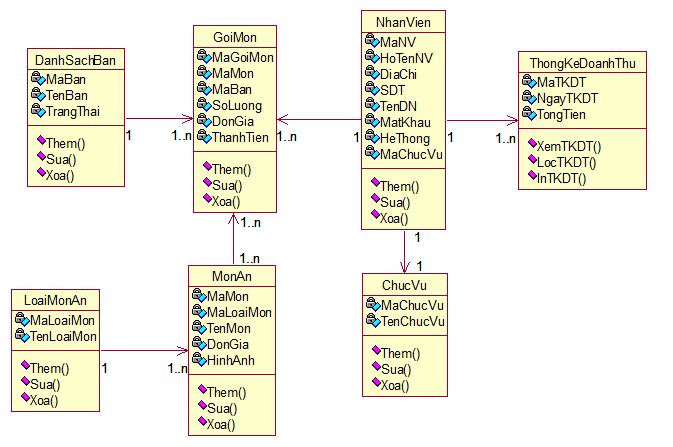 DanhSachBan
MaBan
TenBan
TrangThai
Them()
Sua()
Xoa()
1
1..n
GoiMon
MaGoiMon
MaMon
MaBan
SoLuong
DonGia
ThanhTien
Them()
Sua()
Xoa()
1..n
1
NhanVien
MaNV
HoTenNV
DiaChi
SDT
TenDN
MatKhau
HeThong
MaChucVu
Them()
Sua()
Xoa()
1
1..n
ThongKeDoanhThu
MaTKDT
NgayTKDT
TongTien
XemTKDT()
LocTKDT()
InTKDT()
1..n
1..n
1
1
LoaiMonAn
MaLoaiMon
TenLoaiMon
Them()
Sua()
Xoa()
1
1..n
MonAn
MaMon
MaLoaiMon
TenMon
DonGia
HinhAnh
Them()
Sua()
Xoa()
ChucVu
MaChucVu
TenChucVu
Them()
Sua()
Xoa()